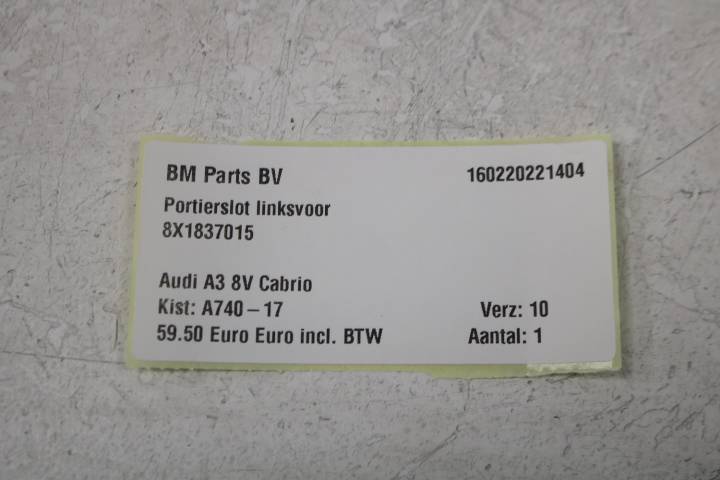 BM Parts BV 160220221404
Portierslot linksvoor
8X1837015
Audi A3 8V Cabrio
Kist: A740 – 17 Verz: 10
59.50 Euro Euro incl. BTW Aantal: 1